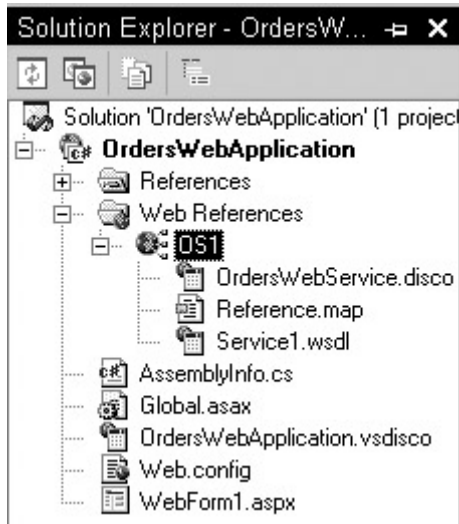 Solution Explorer - OrdersW...
Solution 'OrdersWebApplication' (1 project
OrdersWebApplication
References
Web References
OS1
OrdersWebService.disco
Reference.map
Service1.wsdl
AssemblyInfo.cs
Global.asax
OrdersWebApplication.vsdisco
Web.config
WebForm1.aspx